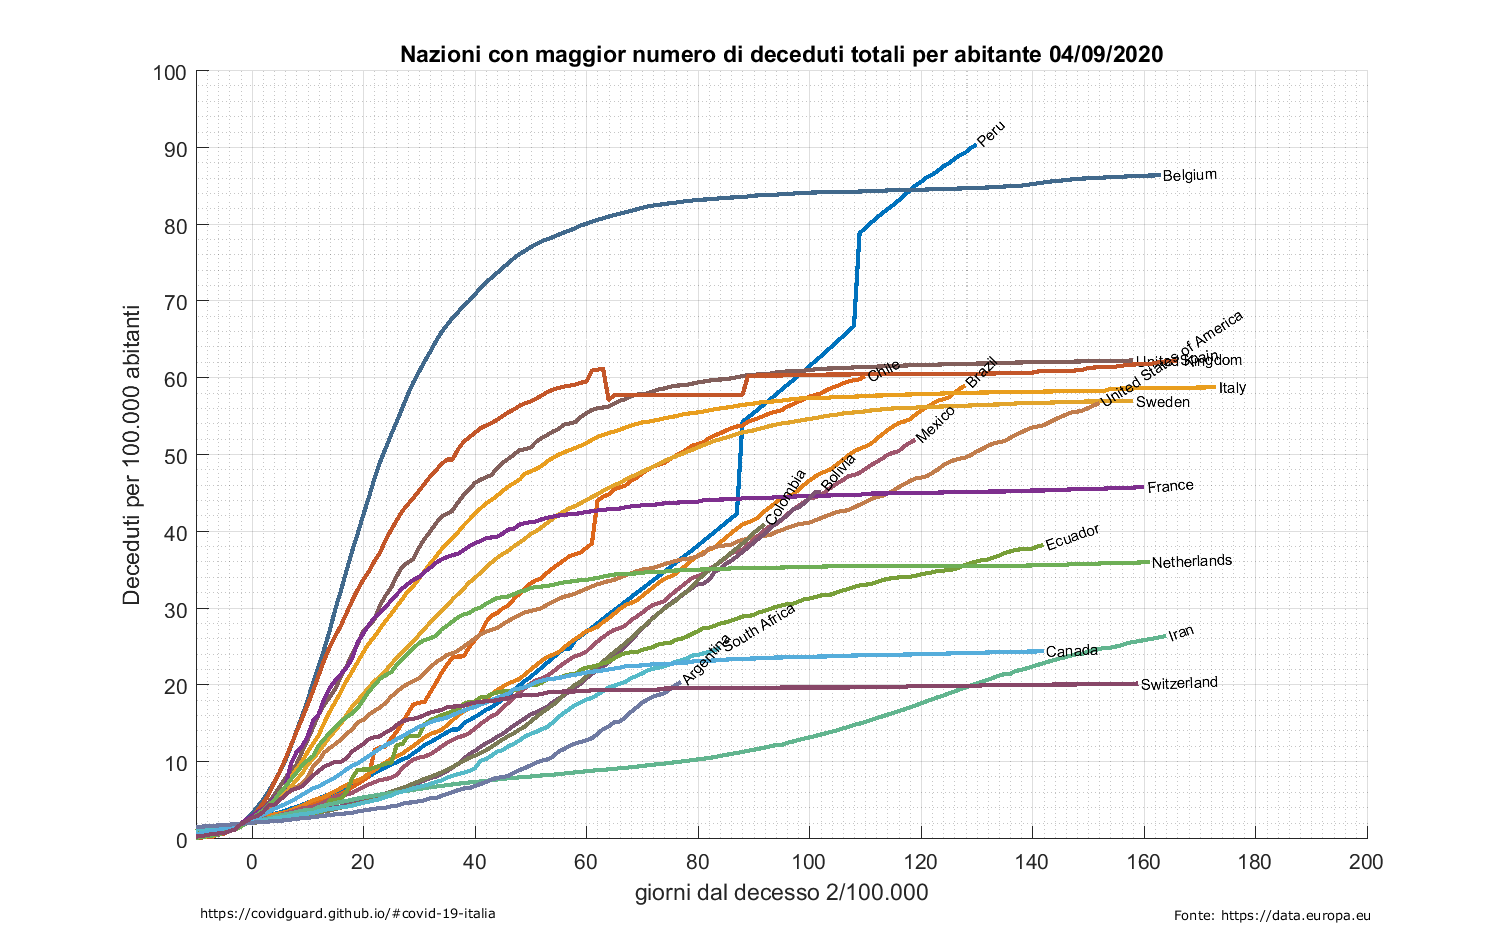 Nazioni con maggior numero di deceduti totali per abitante 04/09/2020
100
90
80
70
60
50
40
30
20
10
0
Deceduti per 100.000 abitanti
Peru
Belgium
United States of America
United Kingdom
Spain
Chile
Brazil
Italy
Sweden
Mexico
Bolivia
Colombia
France
Ecuador
Netherlands
South Africa
Iran
Argentina
Canada
Switzerland
0 20 40 60 80 100 120 140 160 180 200
giorni dal decesso 2/100.000
https://covidguard.github.io/#covid-19-italia
Fonte: https://data.europa.eu